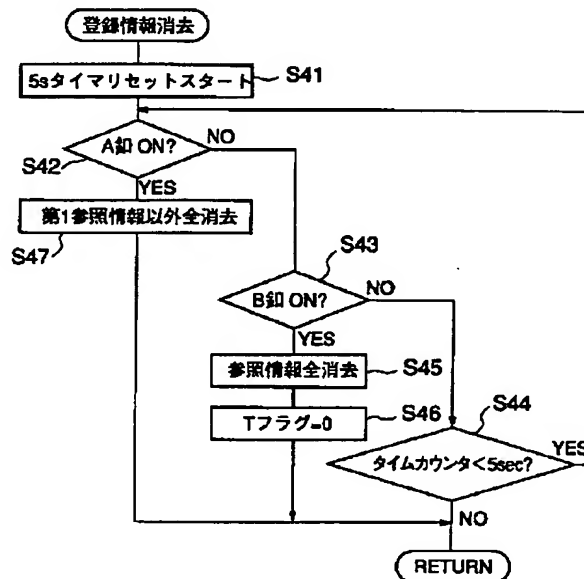 登録情報消去
5sタイマリセットスタート
S41
A釦 ON?
NO
S42
YES
第1参照情報以外全消去
S47
S43
B釦 ON?
NO
YES
参照情報全消去
S45
Tフラグ=0
S46
S44
タイムカウンタ<5sec?
YES
NO
RETURN